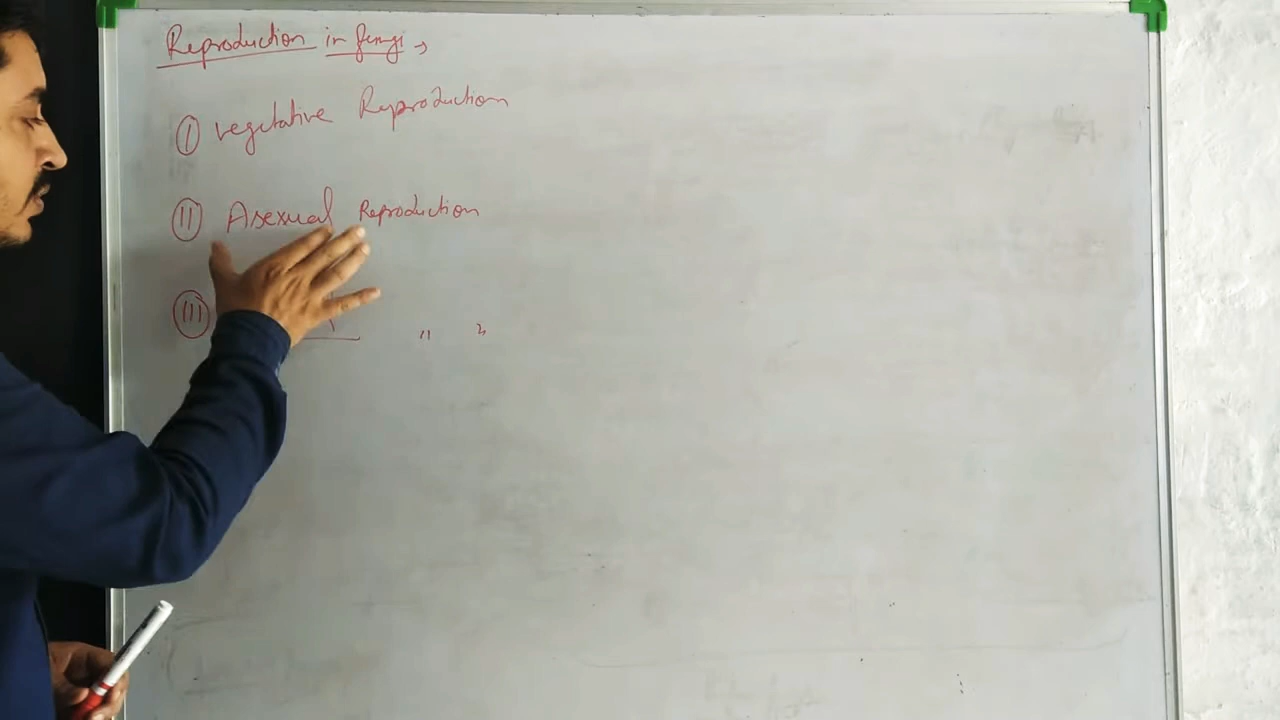 Reproduction in fungi →
I vegetative Reproduction
II Asexual Reproduction
III " "